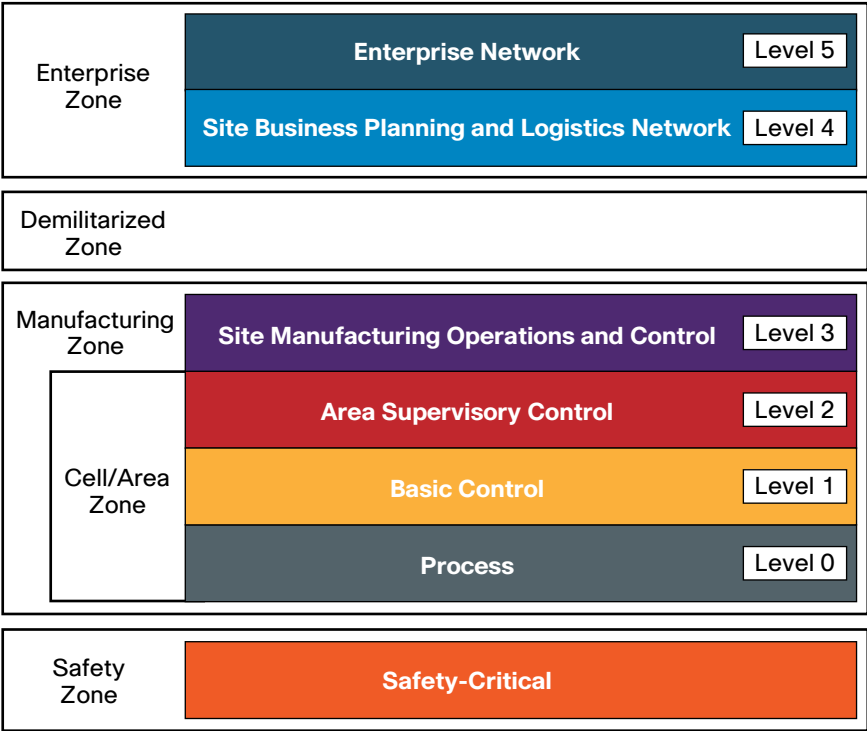 Enterprise
Zone
Enterprise Network
Level 5
Site Business Planning and Logistics Network
Level 4
Demilitarized
Zone
Manufacturing
Zone
Site Manufacturing Operations and Control
Level 3
Cell/Area
Zone
Area Supervisory Control
Level 2
Basic Control
Level 1
Process
Level 0
Safety
Zone
Safety-Critical